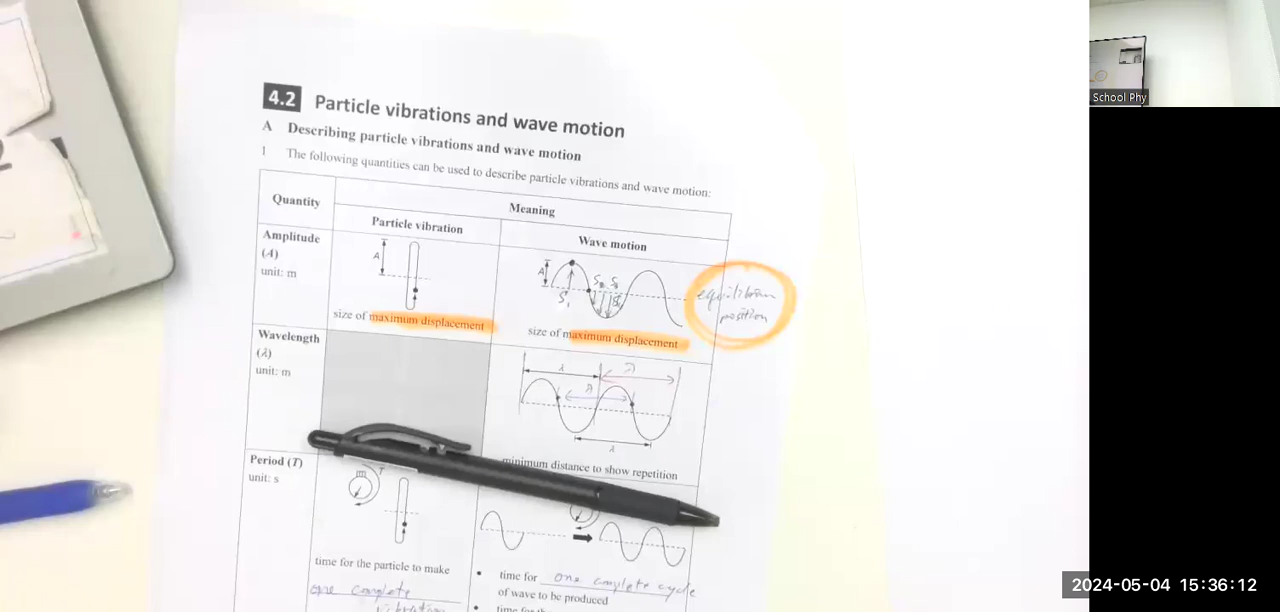 4.2 Particle vibrations and wave motion
A Describing particle vibrations and wave motion
1 The following quantities can be used to describe particle vibrations and wave motion:
Quantity
Meaning
Particle vibration
Wave motion
Amplitude
(A)
unit: m
A
size of maximum displacement
A
S₁
size of maximum displacement
equilibrium
position
Wavelength
(λ)
unit: m
λ
λ
λ
λ
minimum distance to show repetition
Period (T)
unit: s
T
time for the particle to make
one complete
vibration
• time for one complete cycle
of wave to be produced
School Phy
2024-05-04 15:36:12